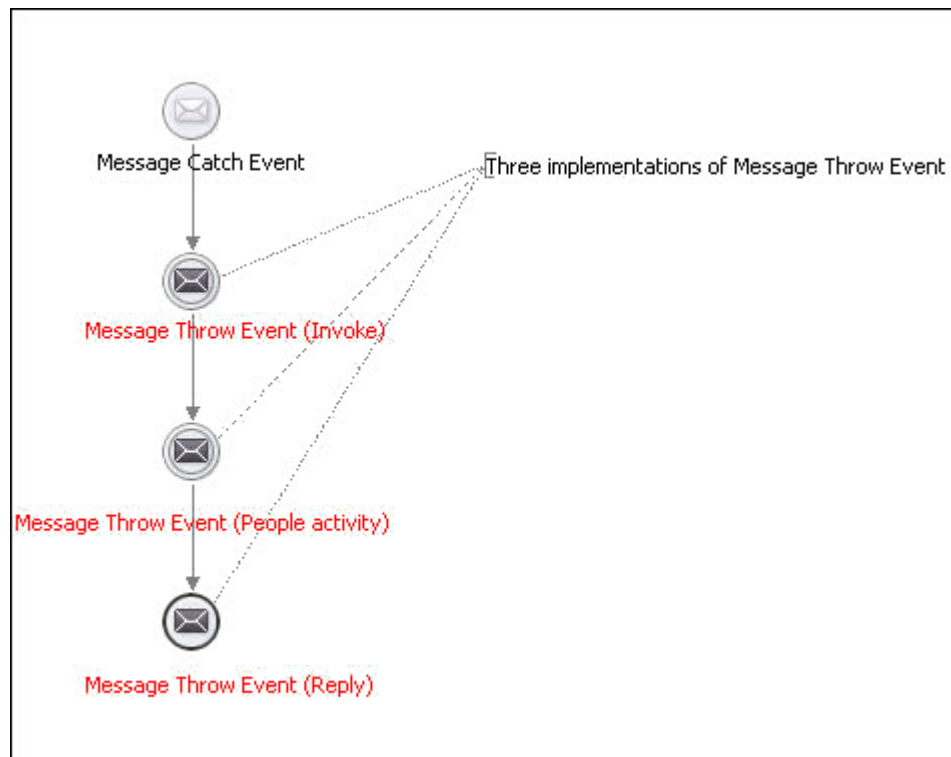 Message Catch Event
Three implementations of Message Throw Event
Message Throw Event (Invoke)
Message Throw Event (People activity)
Message Throw Event (Reply)